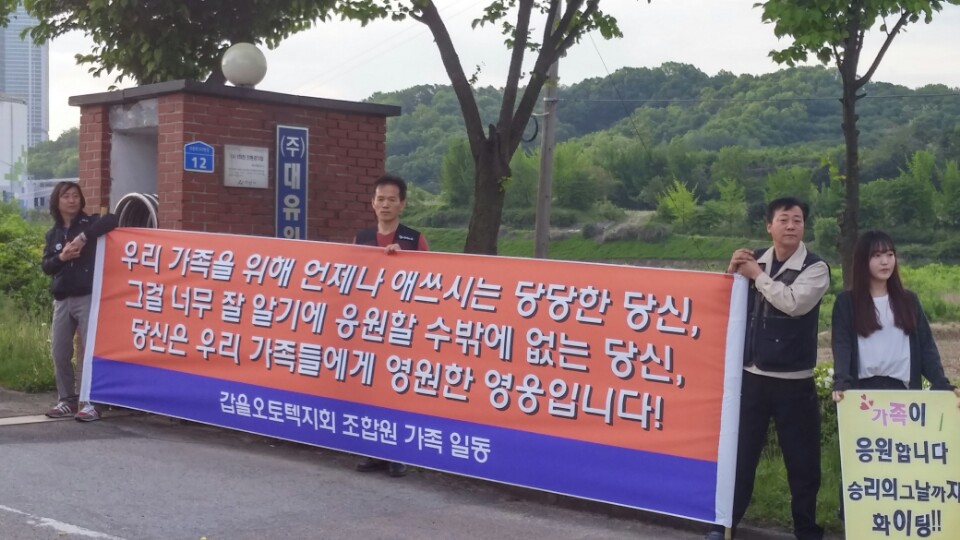 12
(주)대유위
우리 가족을 위해 언제나 애쓰시는 당당한 당신,
그걸 너무 잘 알기에 응원할 수밖에 없는 당신,
당신은 우리 가족들에게 영원한 영웅입니다!
갑을오토텍지회 조합원 가족 일동
가족이
응원합니다
승리의그날까지
화이팅!!